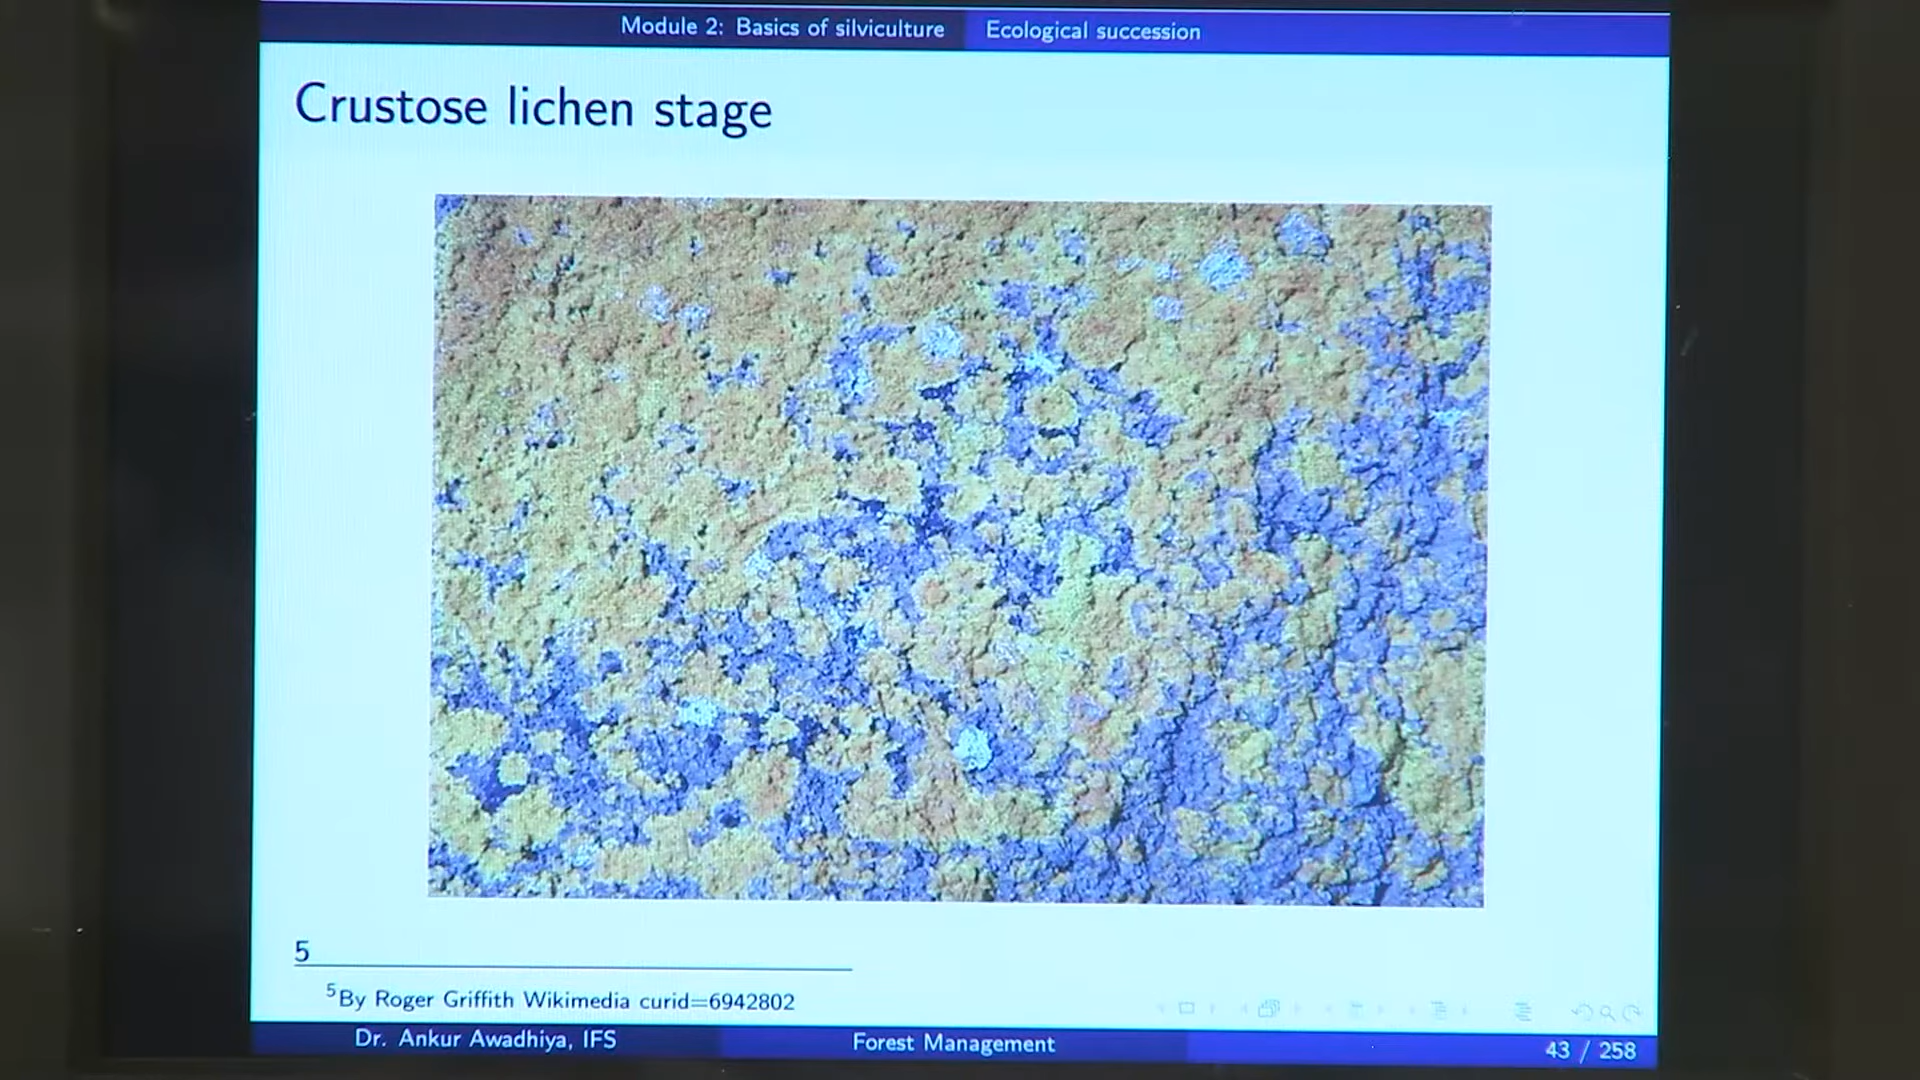 Module 2: Basics of silviculture Ecological succession
Crustose lichen stage
5
5By Roger Griffith Wikimedia curid=6942802
Dr. Ankur Awadhiya, IFS Forest Management 43 / 258